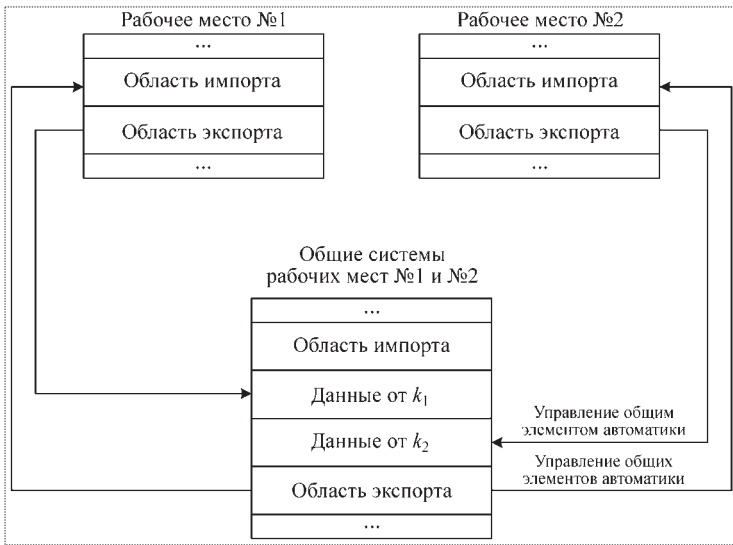 Рабочее место №1
...
Область импорта
Область экспорта
...
Рабочее место №2
...
Область импорта
Область экспорта
...
Общие системы
рабочих мест №1 и №2
...
Область импорта
Данные от k₁
Данные от k₂
Область экспорта
...
Управление общим
элементом автоматики
Управление общих
элементов автоматики